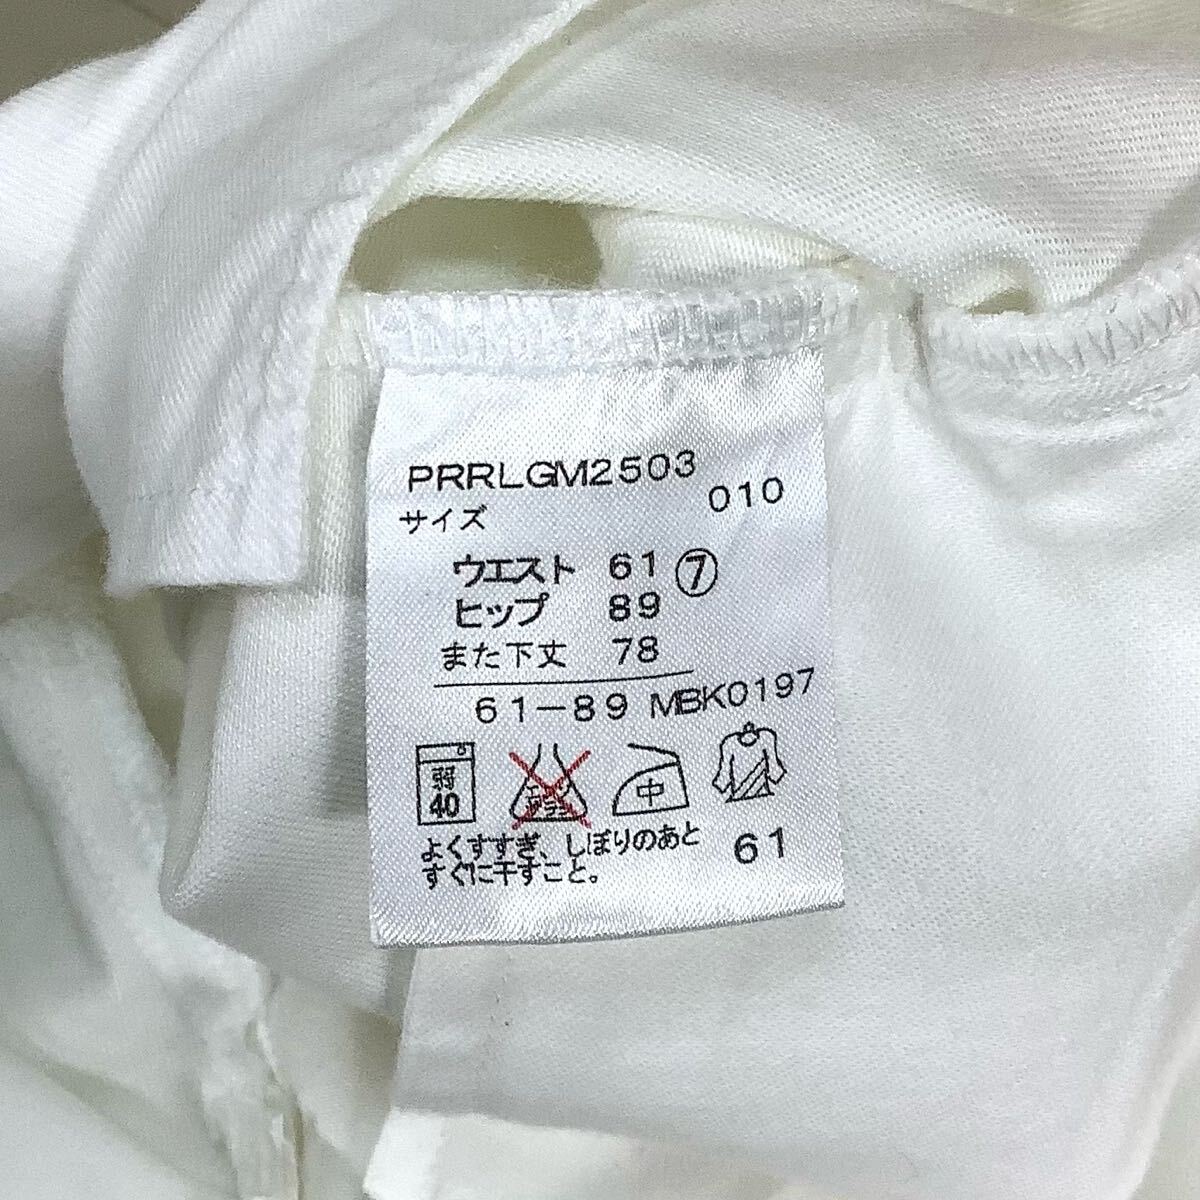 PRRLGM2503
010
サイズ
ウエスト 61 ⑦
ヒップ 89
また下丈 78
61-89 MBK0197
弱
40
中
よくすすぎ、しぼりのあと
すぐに干すこと。
61